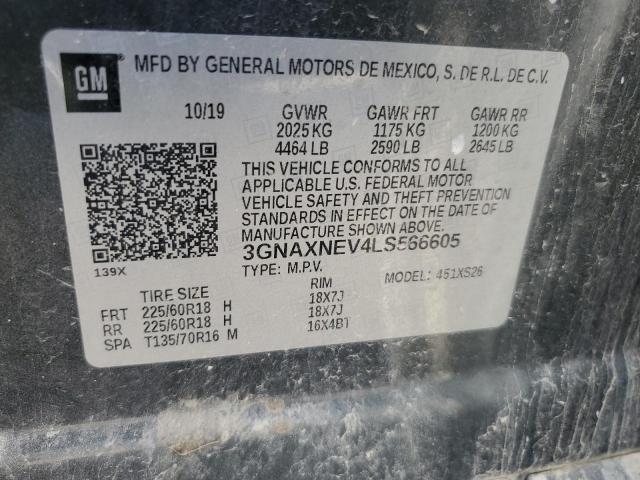 GM
MFD BY GENERAL MOTORS DE MEXICO, S. DE R.L. DE C.V.
10/19 GVWR GAWR FRT GAWR RR
2025 KG 1175 KG 1200 KG
4464 LB 2590 LB 2645 LB
THIS VEHICLE CONFORMS TO ALL
APPLICABLE U.S. FEDERAL MOTOR
VEHICLE SAFETY AND THEFT PREVENTION
STANDARDS IN EFFECT ON THE DATE OF
MANUFACTURE SHOWN ABOVE.
3GNAXNEV4LS566605
139X TYPE: M.P.V. MODEL: 451XS26
TIRE SIZE RIM
FRT 225/60R18 H 18X7J
RR 225/60R18 H 18X7J
SPA T135/70R16 M 16X4BT